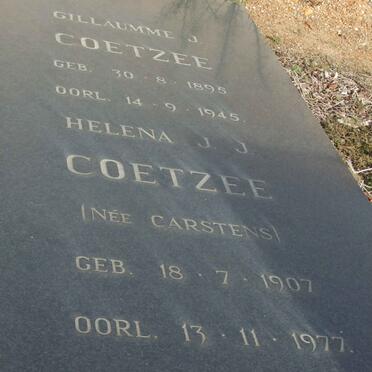 GILLAUMME J
COETZEE
GEB. 30 · 8 · 1895
OORL. 14 · 9 · 1945.
HELENA J. J.
COETZEE
(NÉE CARSTENS)
GEB. 18 · 7 · 1907
OORL. 13 · 11 · 1977.